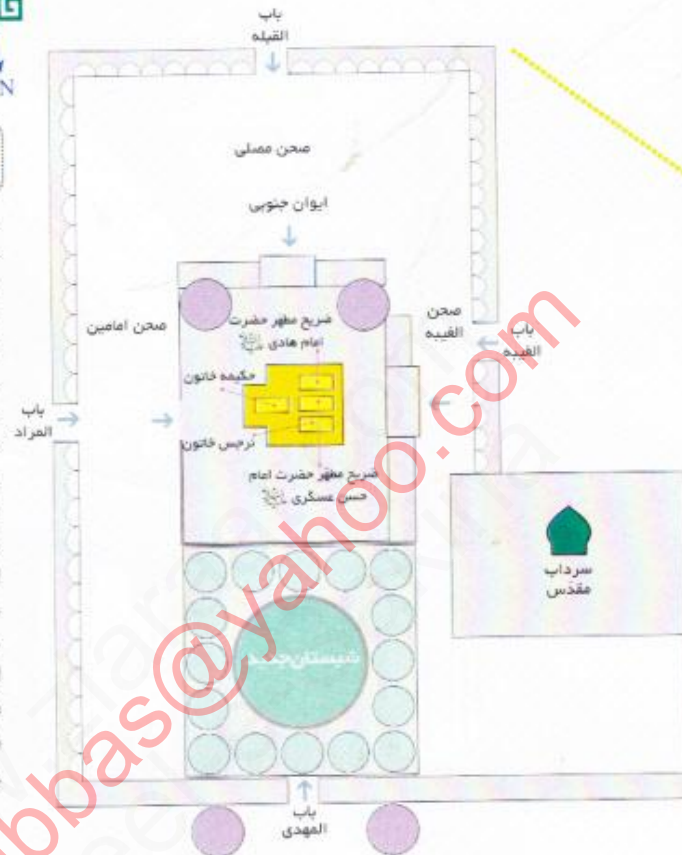 باب
القبله
صحن مصلی
ایوان جنوبی
ضریح مطهر حضرت
امام هادی
صحن امامین
صحن
الغیبه
باب
الغیبه
حکیمه خاتون
باب
المراد
نرجس خاتون
ضریح مطهر حضرت امام
حسن عسکری
سرداب
مقدس
شبستان جدید
باب
المهدی
bbas@yahoo.com